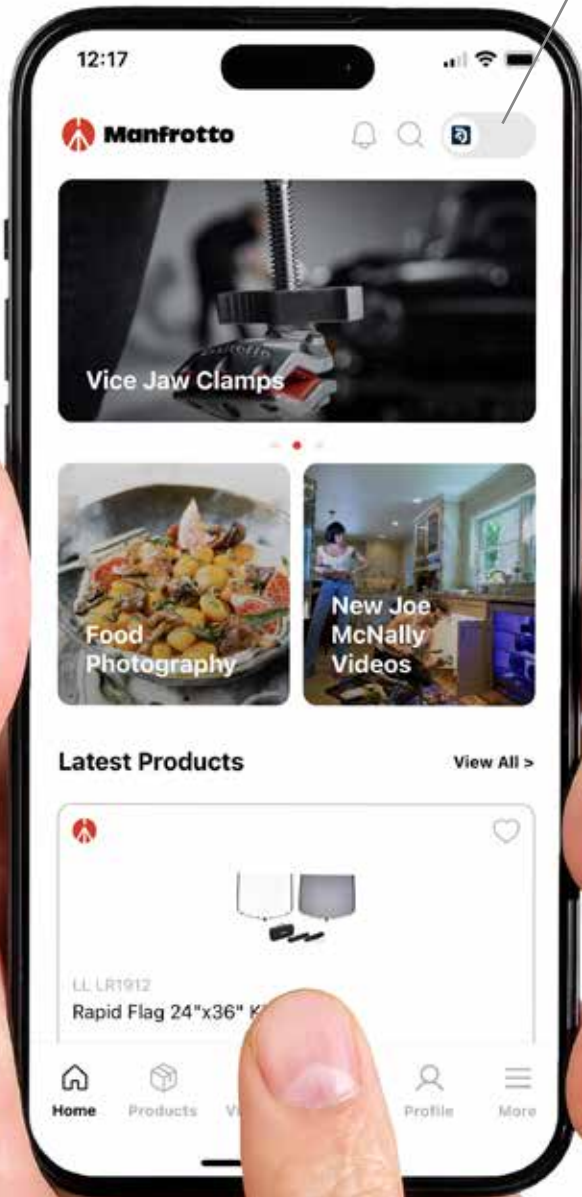 12:17
Manfrotto
Vice Jaw Clamps
Food
Photography
New Joe
McNally
Videos
Latest Products
View All >
LL LR1912
Rapid Flag 24"x36"
Home
Products
Profile
More